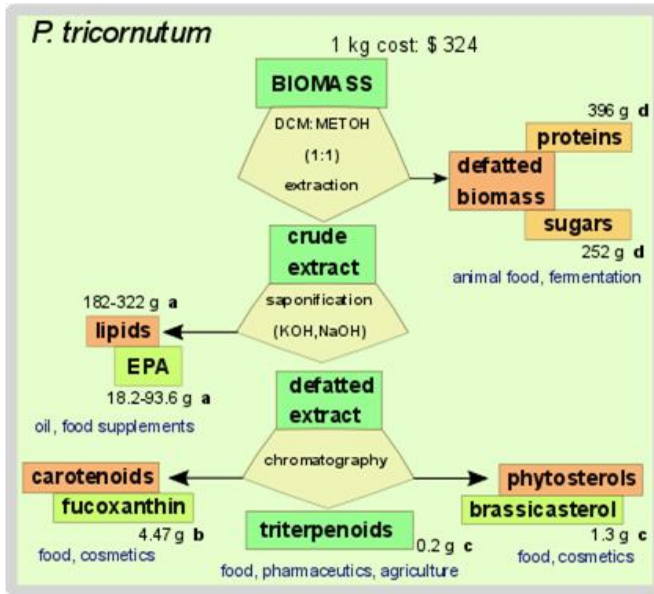 P. tricornutum
1 kg cost: $ 324
BIOMASS
DCM:METOH
(1:1)
extraction
396 g d
proteins
defatted
biomass
sugars
252 g d
animal food, fermentation
crude
extract
saponification
(KOH,NaOH)
182-322 g a
lipids
EPA
18.2-93.6 g a
oil, food supplements
defatted
extract
chromatography
carotenoids
fucoxanthin
4.47 g b
food, cosmetics
phytosterols
brassicasterol
1.3 g c
food, cosmetics
triterpenoids
0.2 g c
food, pharmaceutics, agriculture